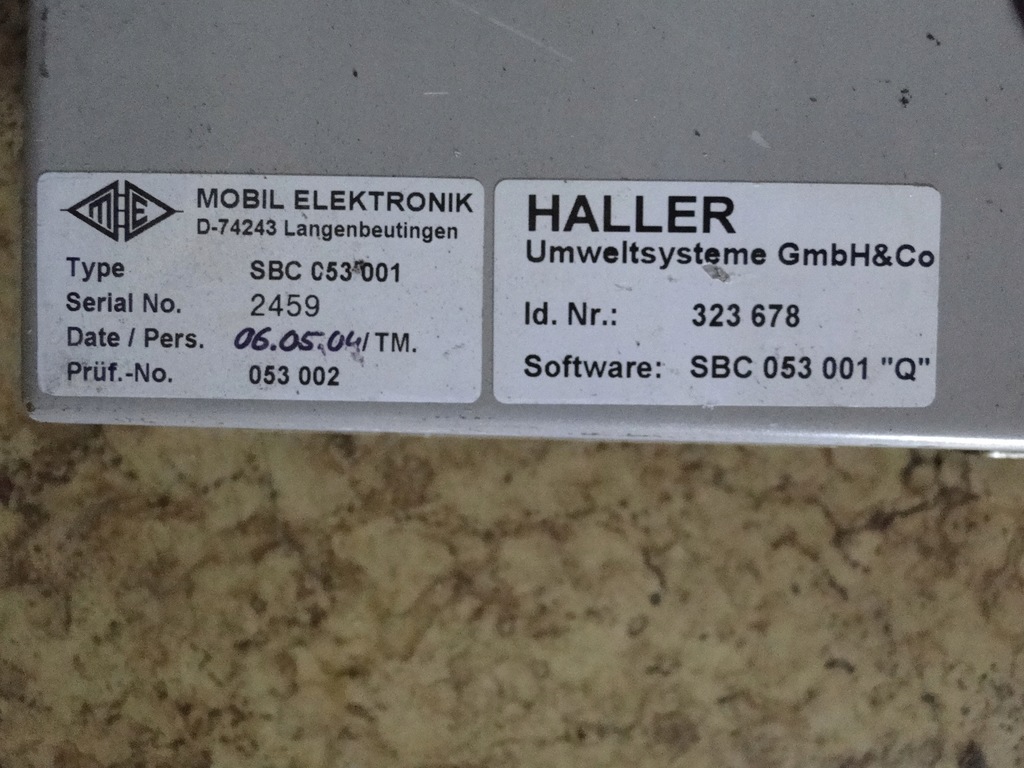 MHE
MOBIL ELEKTRONIK
D-74243 Langenbeutingen
Type SBC 053 001
Serial No. 2459
Date / Pers. 06.05.04/TM.
Prüf.-No. 053 002
HALLER
Umweltsysteme GmbH&Co
Id. Nr.: 323 678
Software: SBC 053 001 "Q"